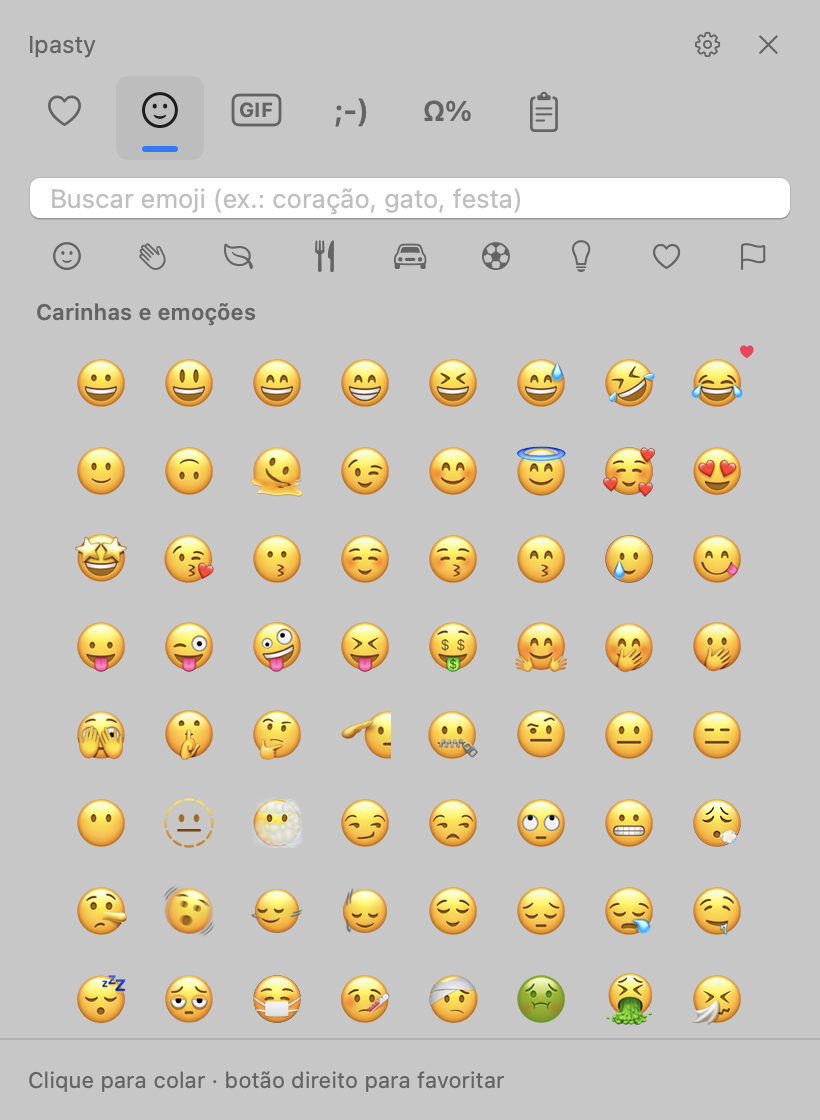 Ipasty
GIF ;-) Ω%
Buscar emoji (ex.: coração, gato, festa)
Carinhas e emoções
Clique para colar · botão direito para favoritar